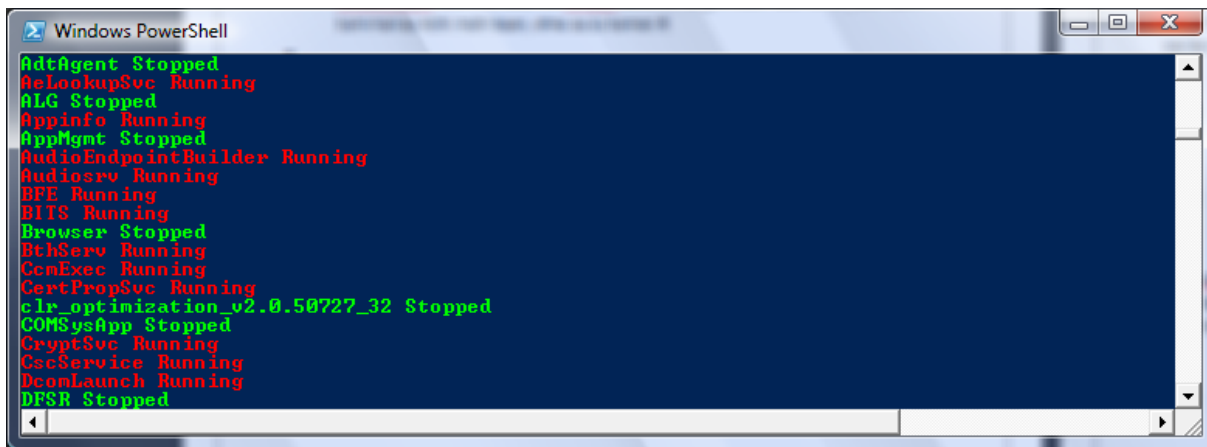 Windows PowerShell
AdtAgent Stopped
AeLookupSvc Running
ALG Stopped
Appinfo Running
AppMgmt Stopped
AudioEndpointBuilder Running
Audiosrv Running
BFE Running
BITS Running
Browser Stopped
BthServ Running
CcmExec Running
CertPropSvc Running
clr_optimization_v2.0.50727_32 Stopped
COMSysApp Stopped
CryptSvc Running
CscService Running
DcomLaunch Running
DFSR Stopped